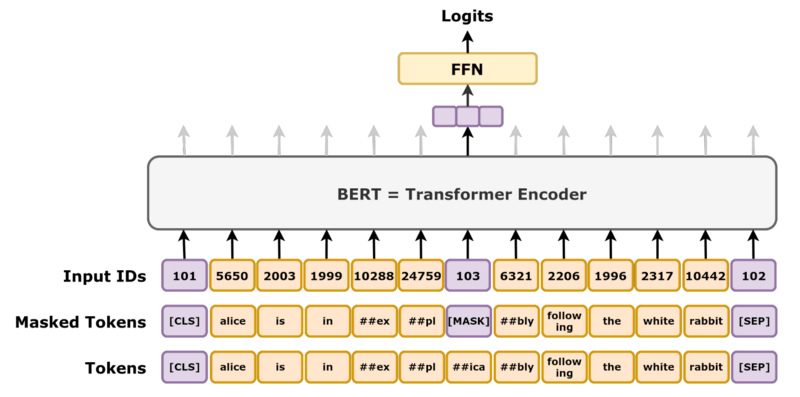 Logits
FFN
BERT = Transformer Encoder
Input IDs 101 5650 2003 1999 10288 24759 103 6321 2206 1996 2317 10442 102
Masked Tokens [CLS] alice is in ##ex ##pl [MASK] ##bly follow ing the white rabbit [SEP]
Tokens [CLS] alice is in ##ex ##pl ##ica ##bly follow ing the white rabbit [SEP]